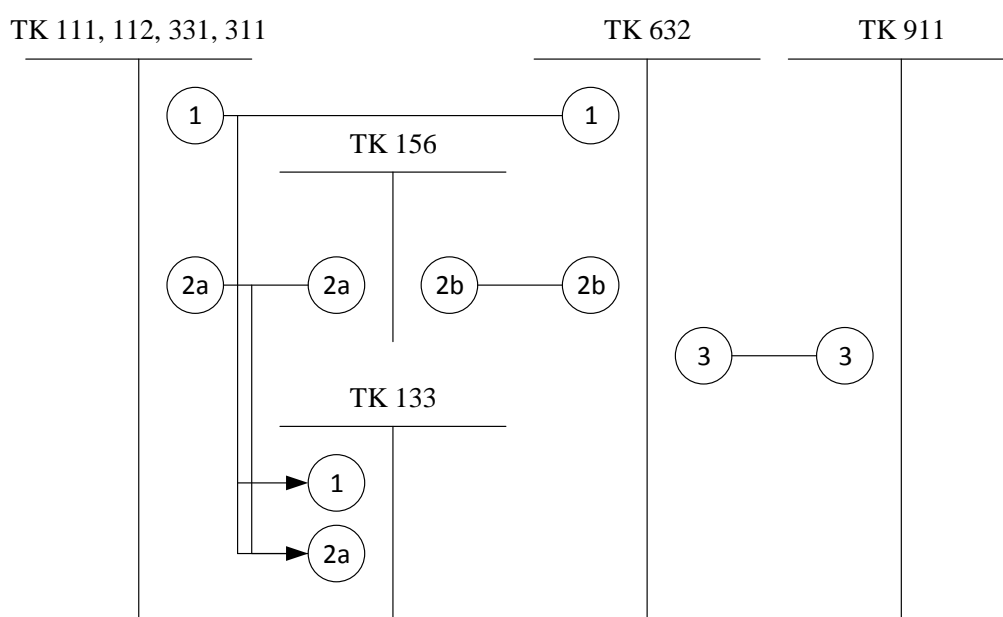 TK 111, 112, 331, 311
TK 632
TK 911
1
1
TK 156
2a
2a
2b
2b
3
3
TK 133
1
2a